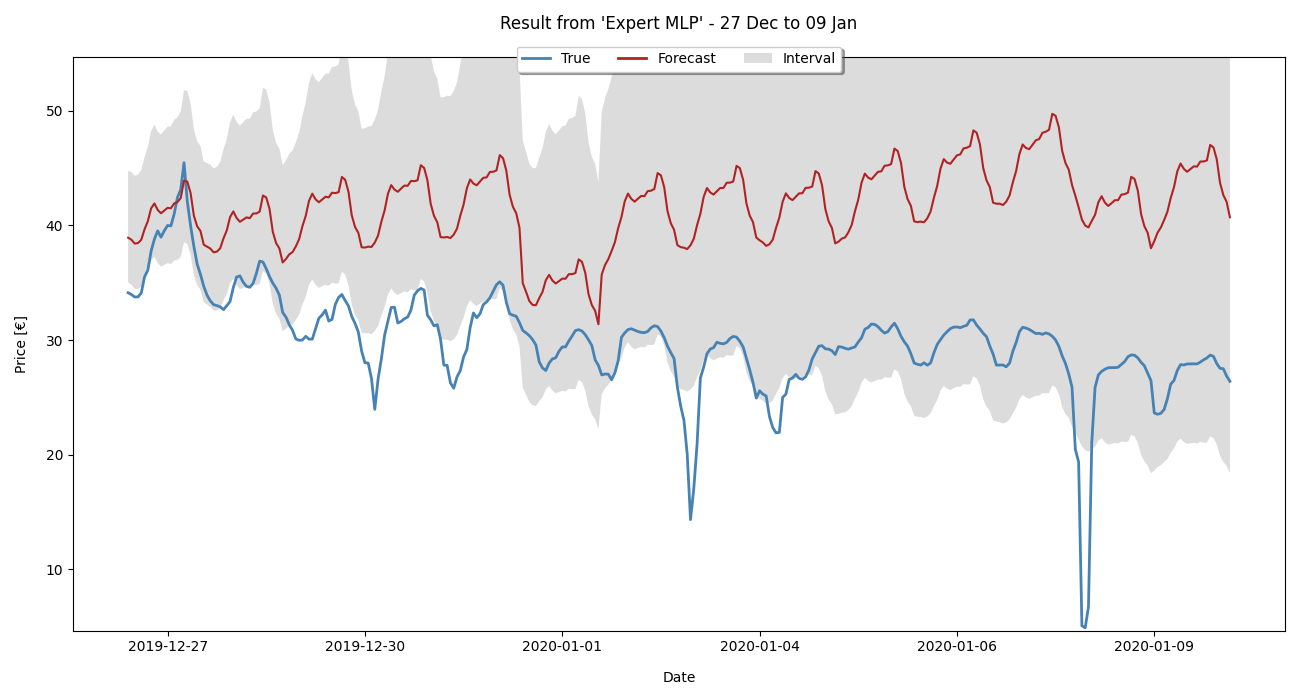 Result from 'Expert MLP' - 27 Dec to 09 Jan
True Forecast Interval
50
40
30
20
10
Price [€]
2019-12-27 2019-12-30 2020-01-01 2020-01-04 2020-01-06 2020-01-09
Date